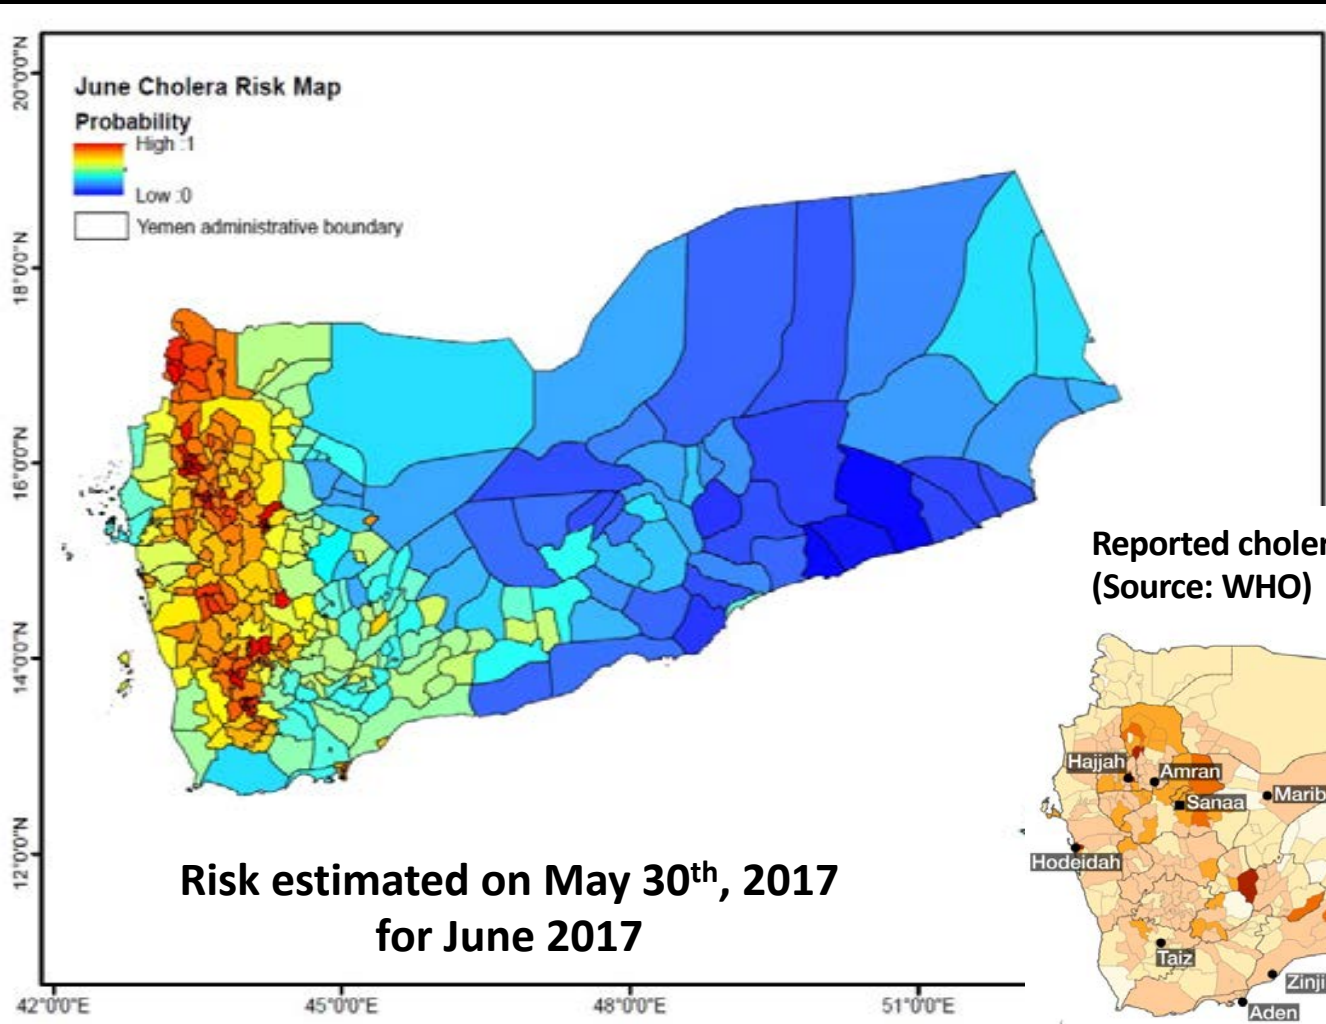 June Cholera Risk Map
Probability
High :1
Low :0
Yemen administrative boundary
20°0'0"N
18°0'0"N
16°0'0"N
14°0'0"N
12°0'0"N
42°0'0"E
45°0'0"E
48°0'0"E
51°0'0"E
Risk estimated on May 30th, 2017
for June 2017
Reported choler
(Source: WHO)
Hajjah
Amran
Sanaa
Marib
Hodeidah
Taiz
Zinji
Aden